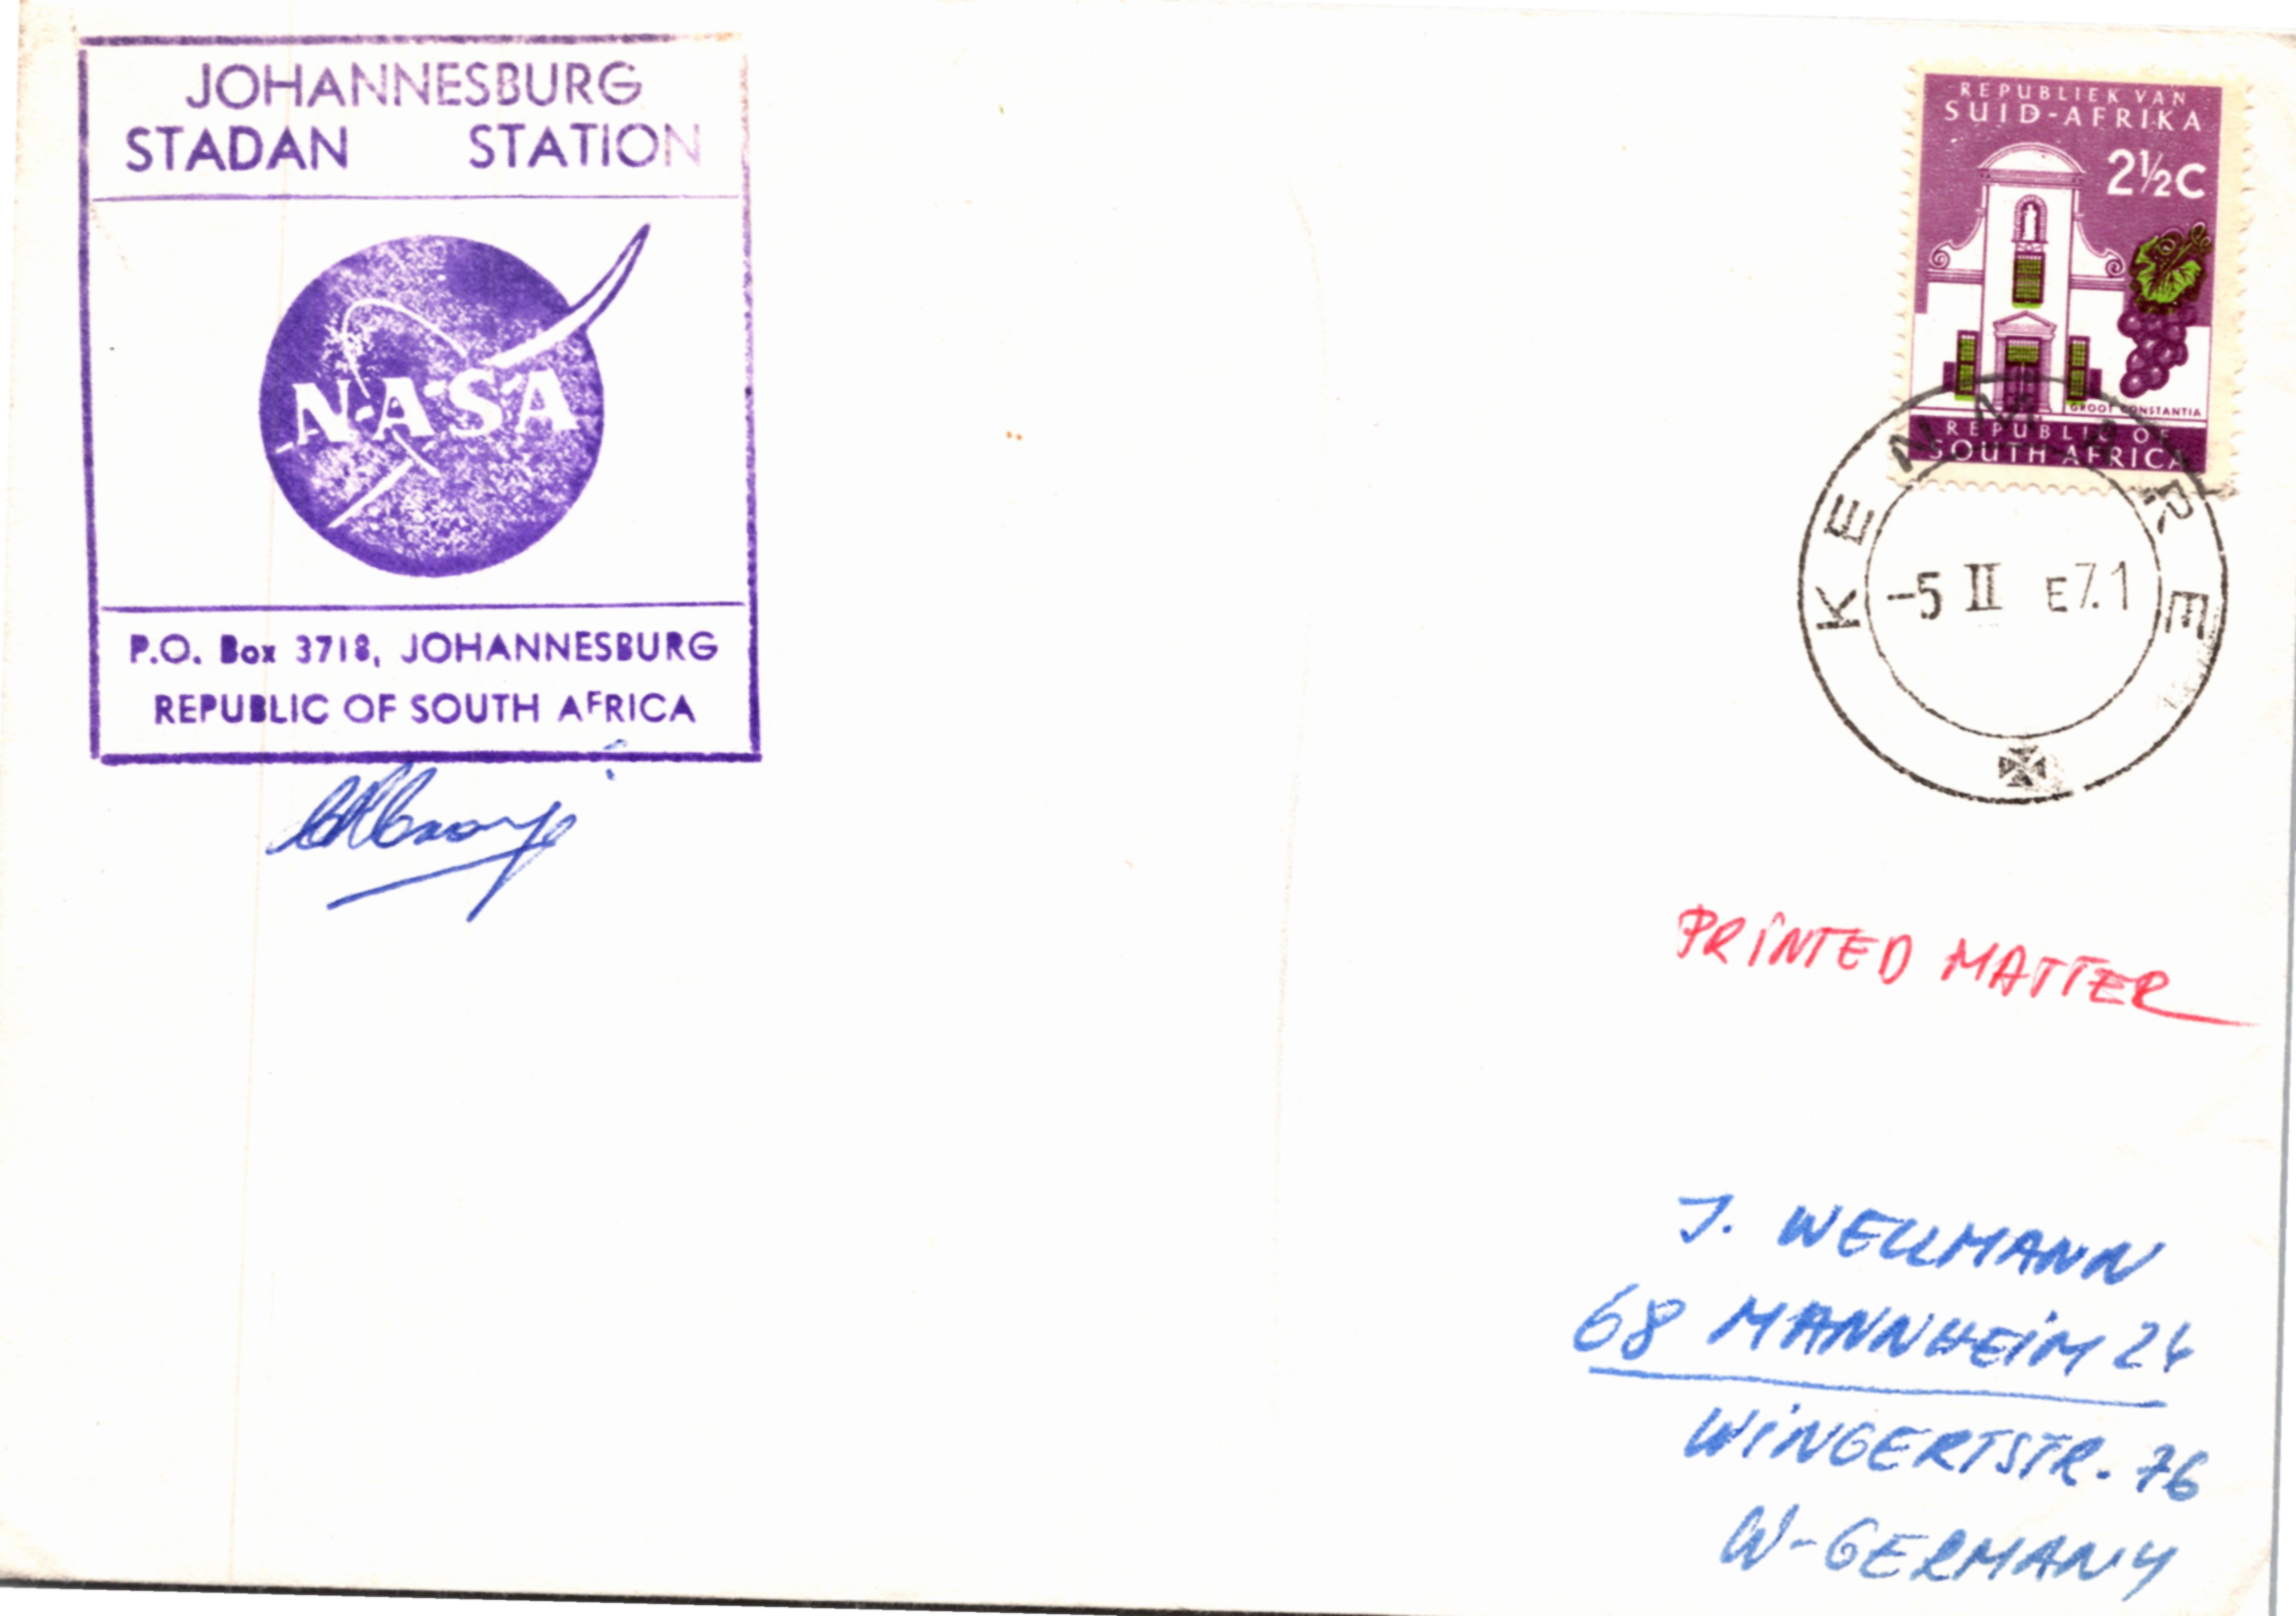 JOHANNESBURG
STADAN STATION
NASA
P.O. Box 3718, JOHANNESBURG
REPUBLIC OF SOUTH AFRICA
REPUBLIEK VAN
SUID-AFRIKA
2½C
GROOT CONSTANTIA
REPUBLIC OF
SOUTH AFRICA
-5 II E7.1
PRINTED MATTER
J. WELLMANN
68 MANNHEIM 24
WINGERTSTR. 76
W-GERMANY